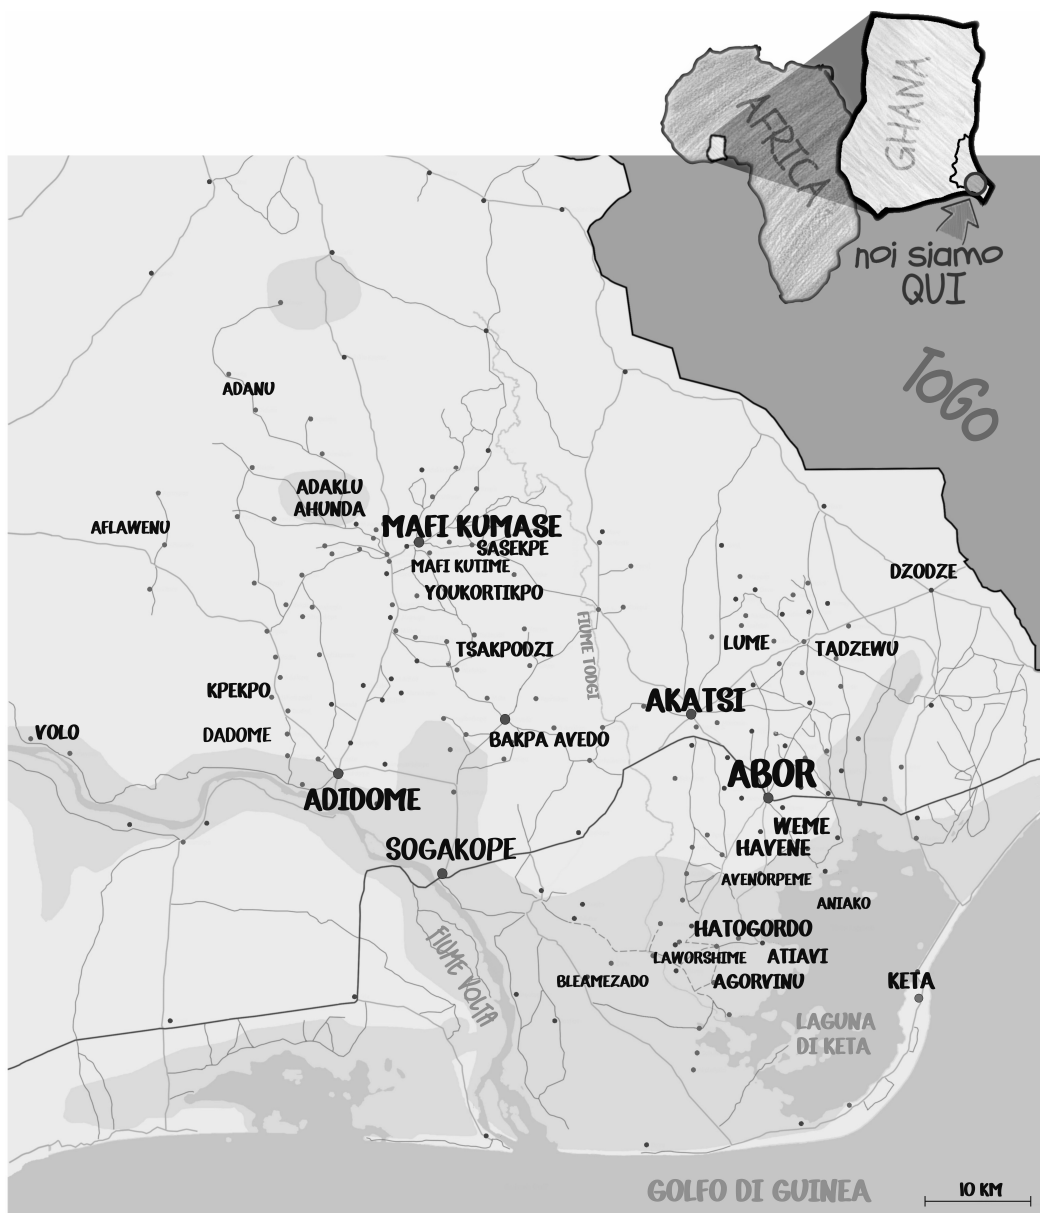 AFRICA
GHANA
noi siamo
QUI
TOGO
ADANU
ADAKLU
AHUNDA
AFLAWENU
MAFI KUMASE
SASEKPE
MAFI KUTIME
YOUKORTIKPO
DZODZE
FIUME TODGI
TSAKPODZI
LUME
TADZEWU
KPEKPO
AKATSI
VOLO
DADOME
BAKPA AVEDO
ABOR
ADIDOME
WEME
HAVENE
SOGAKOPE
AVENORPEME
ANIAKO
HATOGORDO
FIUME VOLTA
LAWORSHIME
ATIAVI
BLEAMEZADO
AGORVINU
KETA
LAGUNA
DI KETA
GOLFO DI GUINEA
10 KM